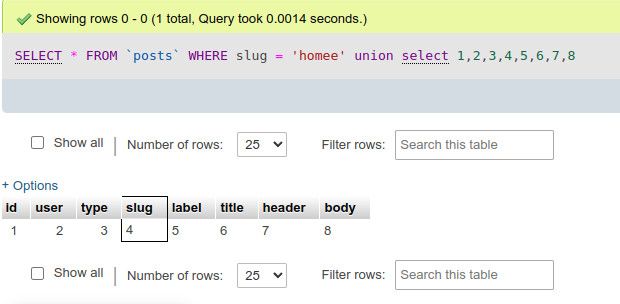 Showing rows 0 - 0 (1 total, Query took 0.0014 seconds.)
SELECT * FROM `posts` WHERE slug = 'homee' union select 1,2,3,4,5,6,7,8
Show all | Number of rows: 25 Filter rows: Search this table
+ Options
id user type slug label title header body
1 2 3 4 5 6 7 8
Show all | Number of rows: 25 Filter rows: Search this table